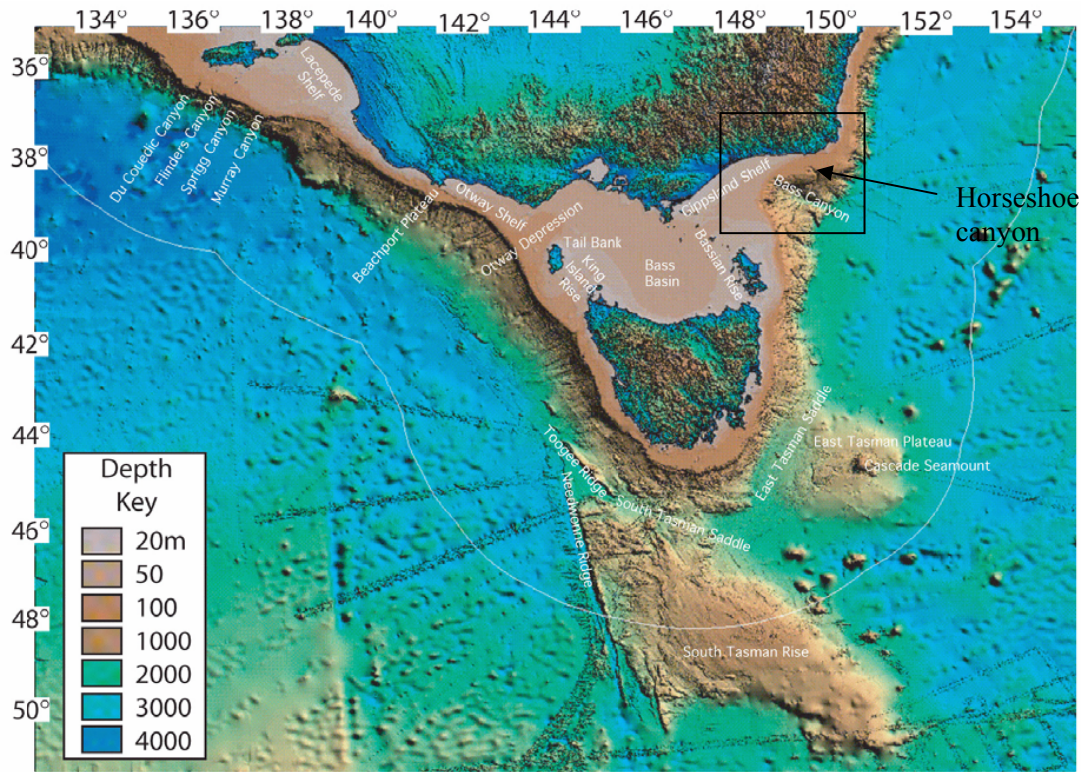 134° 136° 138° 140° 142° 144° 146° 148° 150° 152° 154°
36°
38°
40°
42°
44°
46°
48°
50°
Lacepede
Shelf
Du Couedic Canyon
Flinders Canyon
Sprigg Canyon
Murray Canyon
Beachport Plateau
Otway Shelf
Otway Depression
Tail Bank
King
Island
Rise
Bass
Basin
Bassian Rise
Gippsland Shelf
Bass Canyon
Horseshoe
canyon
East Tasman Saddle
East Tasman Plateau
Cascade Seamount
Toogee Ridge
South Tasman Saddle
Needwonne Ridge
South Tasman Rise
Depth
Key
20m
50
100
1000
2000
3000
4000